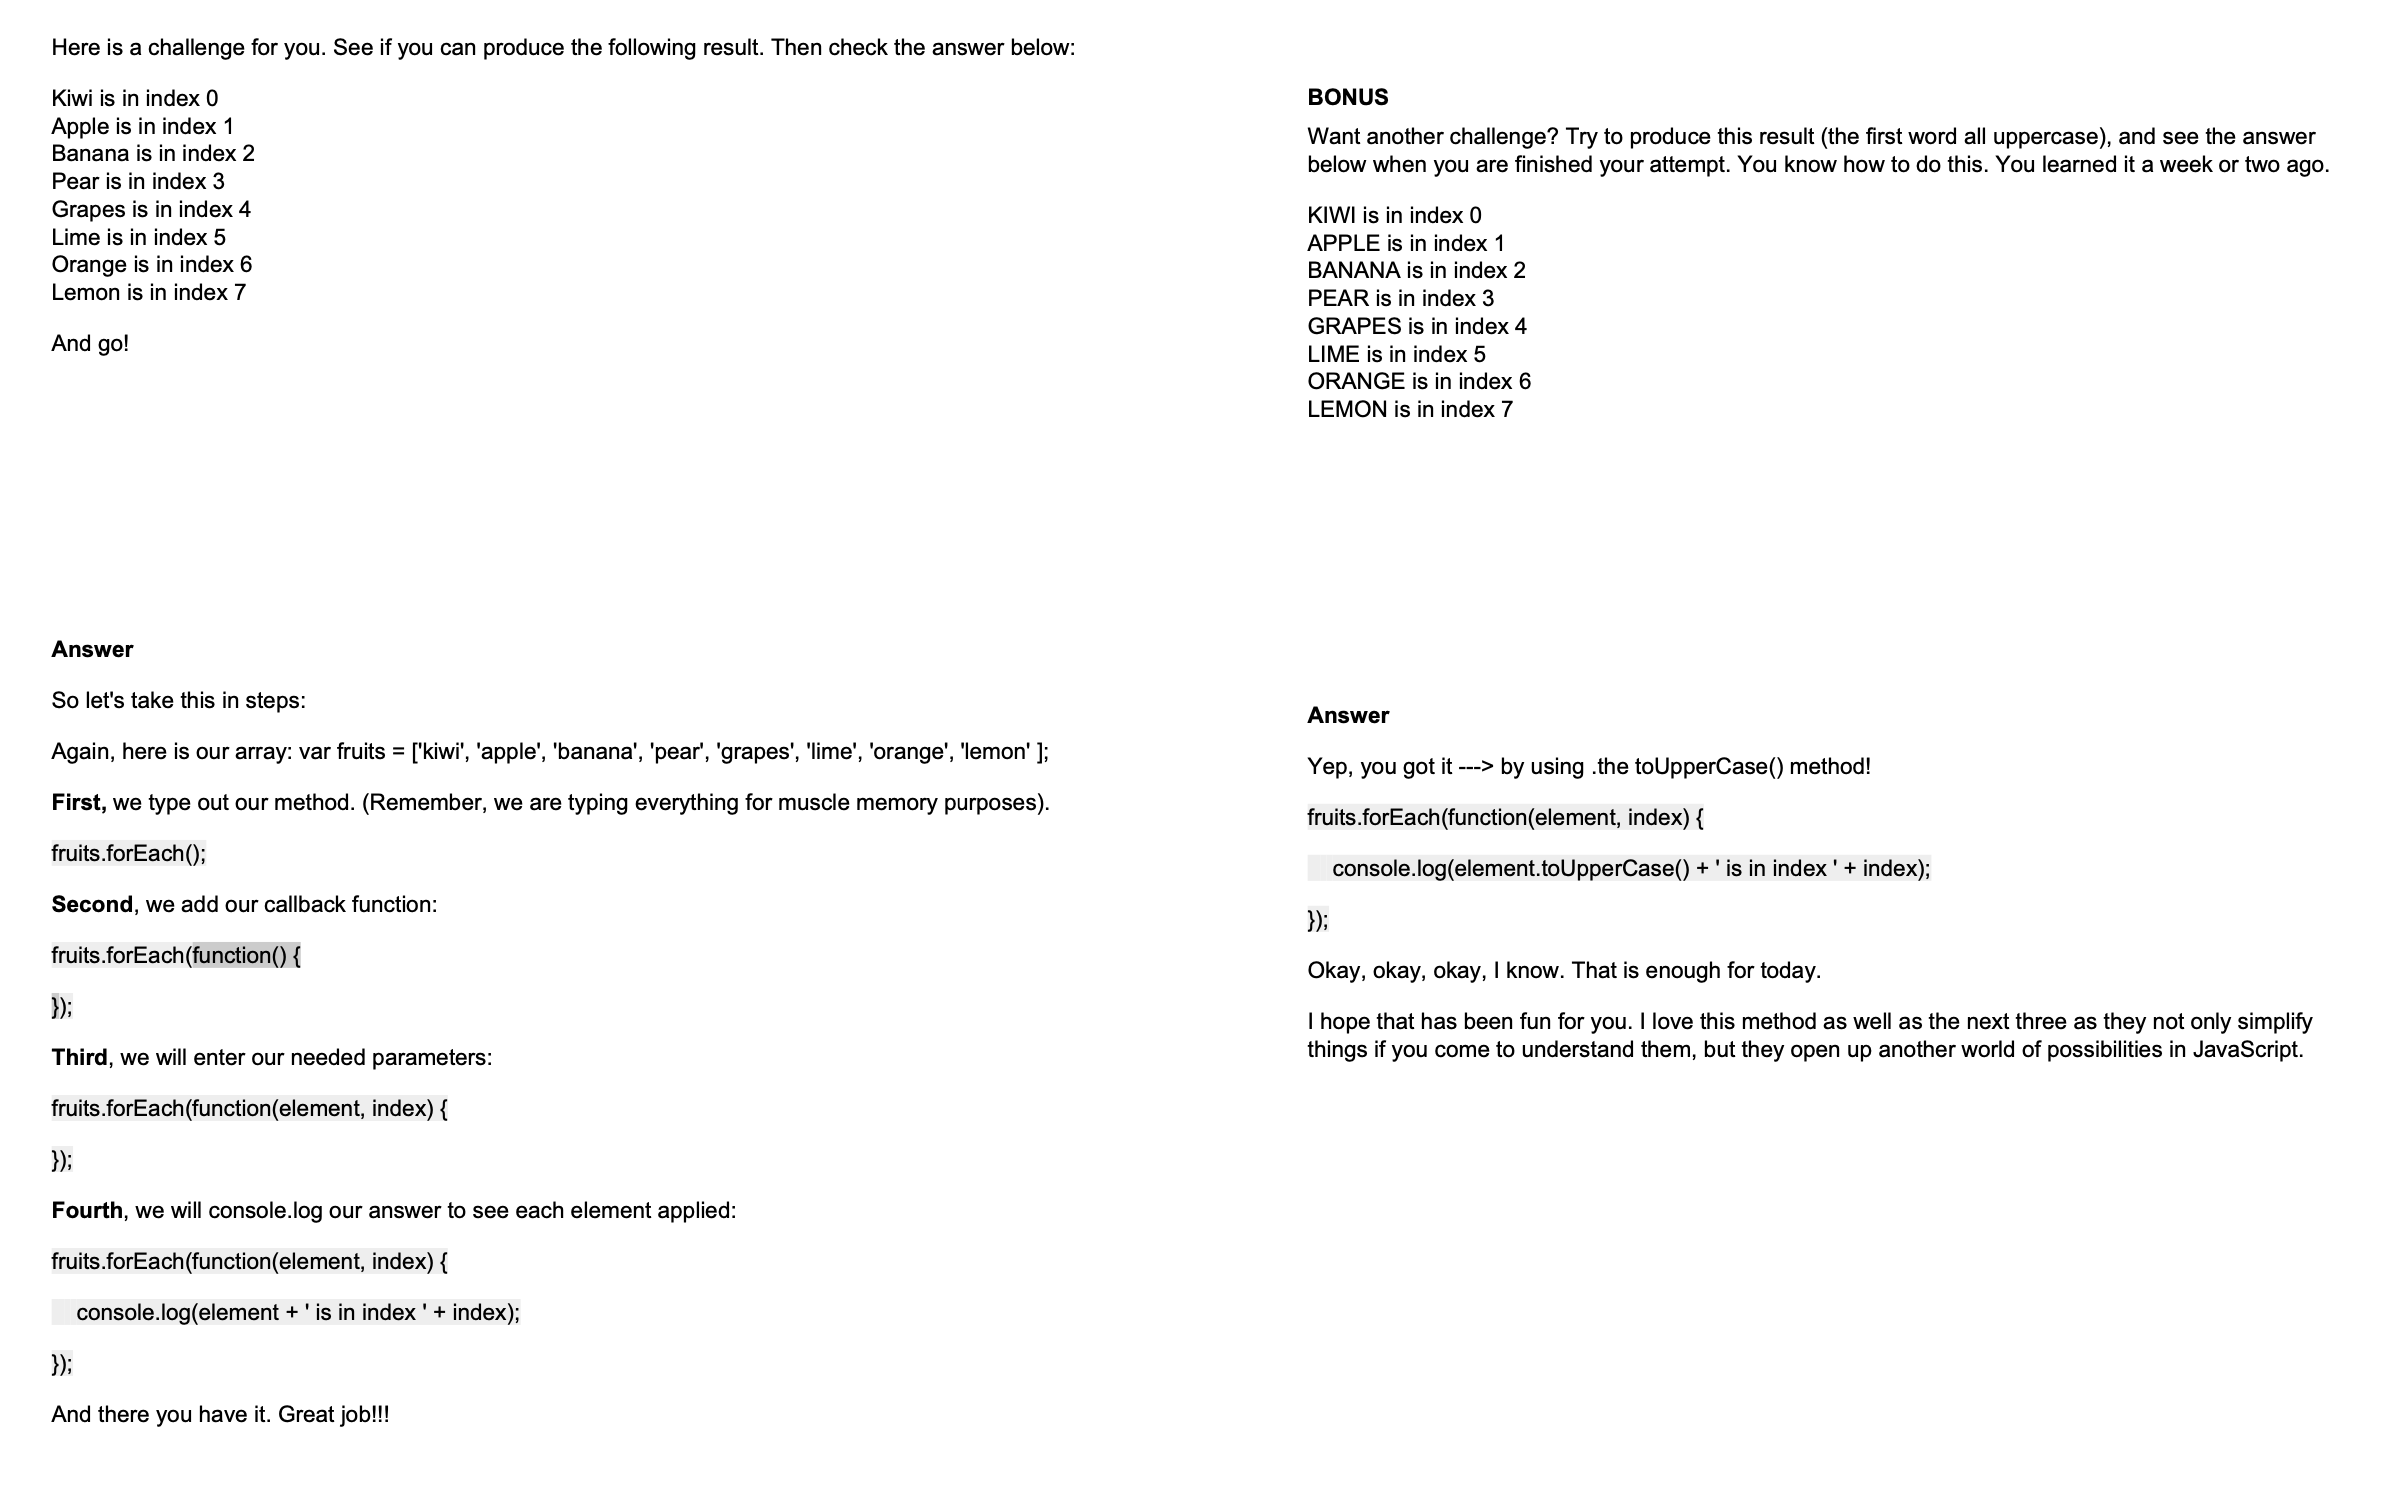 Here is a challenge for you. See if you can produce the following result. Then check the answer below:
Kiwi is in index 0
Apple is in index 1
Banana is in index 2
Pear is in index 3
Grapes is in index 4
Lime is in index 5
Orange is in index 6
Lemon is in index 7
And go!
Answer
So let's take this in steps:
Again, here is our array: var fruits = ['kiwi', 'apple', 'banana', 'pear', 'grapes', 'lime', 'orange', 'lemon' ];
First, we type out our method. (Remember, we are typing everything for muscle memory purposes).
fruits.forEach();
Second, we add our callback function:
fruits.forEach(function() {
});
Third, we will enter our needed parameters:
fruits.forEach(function(element, index) {
});
Fourth, we will console.log our answer to see each element applied:
fruits.forEach(function(element, index) {
console.log(element + ' is in index ' + index);
});
And there you have it. Great job!!!
BONUS
Want another challenge? Try to produce this result (the first word all uppercase), and see the answer
below when you are finished your attempt. You know how to do this. You learned it a week or two ago.
KIWI is in index 0
APPLE is in index 1
BANANA is in index 2
PEAR is in index 3
GRAPES is in index 4
LIME is in index 5
ORANGE is in index 6
LEMON is in index 7
Answer
Yep, you got it ---> by using .the toUpperCase() method!
fruits.forEach(function(element, index) {
console.log(element.toUpperCase() + ' is in index ' + index);
});
Okay, okay, okay, I know. That is enough for today.
I hope that has been fun for you. I love this method as well as the next three as they not only simplify
things if you come to understand them, but they open up another world of possibilities in JavaScript.